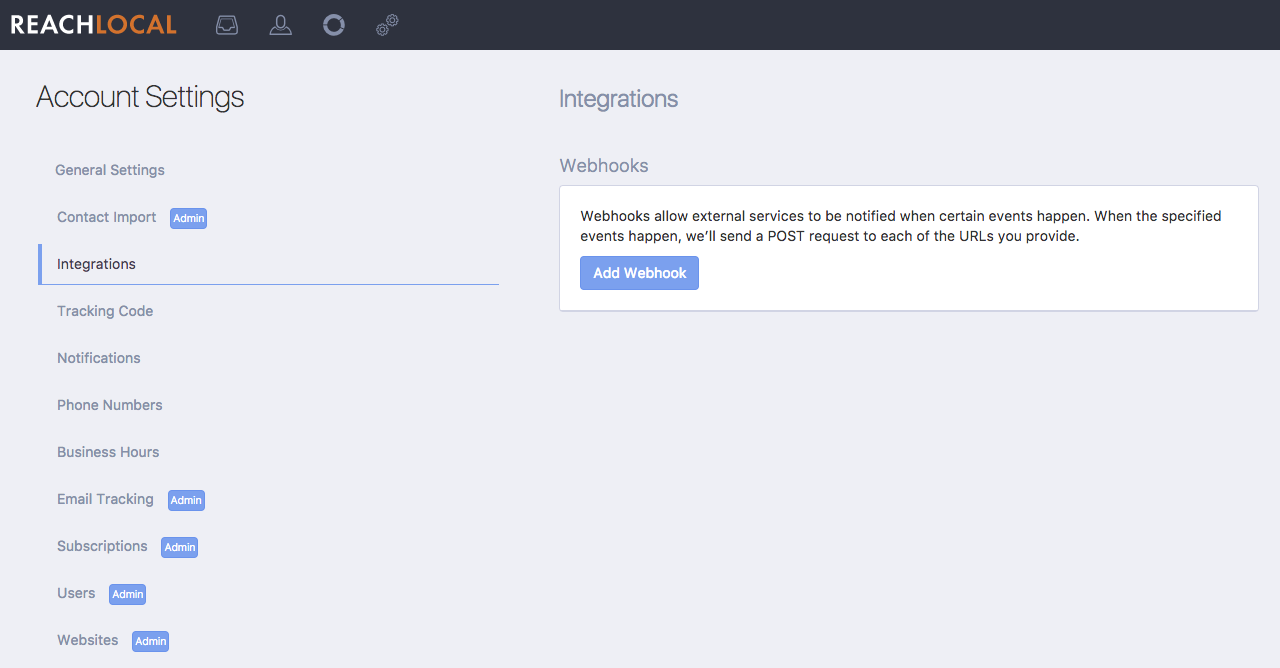 REACHLOCAL
Account Settings
General Settings
Contact Import Admin
Integrations
Tracking Code
Notifications
Phone Numbers
Business Hours
Email Tracking Admin
Subscriptions Admin
Users Admin
Websites Admin
Integrations
Webhooks
Webhooks allow external services to be notified when certain events happen. When the specified
events happen, we’ll send a POST request to each of the URLs you provide.
Add Webhook